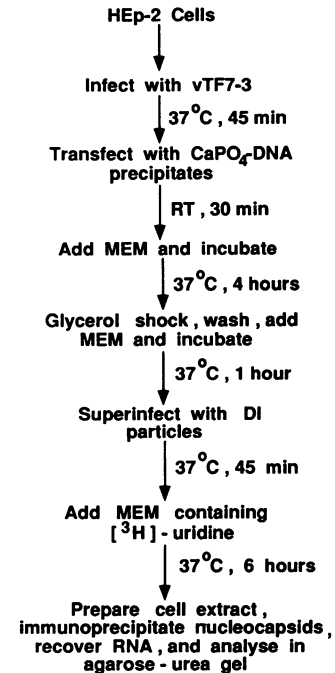 HEp-2 Cells
Infect with vTF7-3
37°C, 45 min
Transfect with CaPO4-DNA
precipitates
RT, 30 min
Add MEM and incubate
37°C, 4 hours
Glycerol shock, wash, add
MEM and incubate
37°C, 1 hour
Superinfect with DI
particles
37°C, 45 min
Add MEM containing
[3H]-uridine
37°C, 6 hours
Prepare cell extract,
immunoprecipitate nucleocapsids,
recover RNA, and analyse in
agarose-urea gel